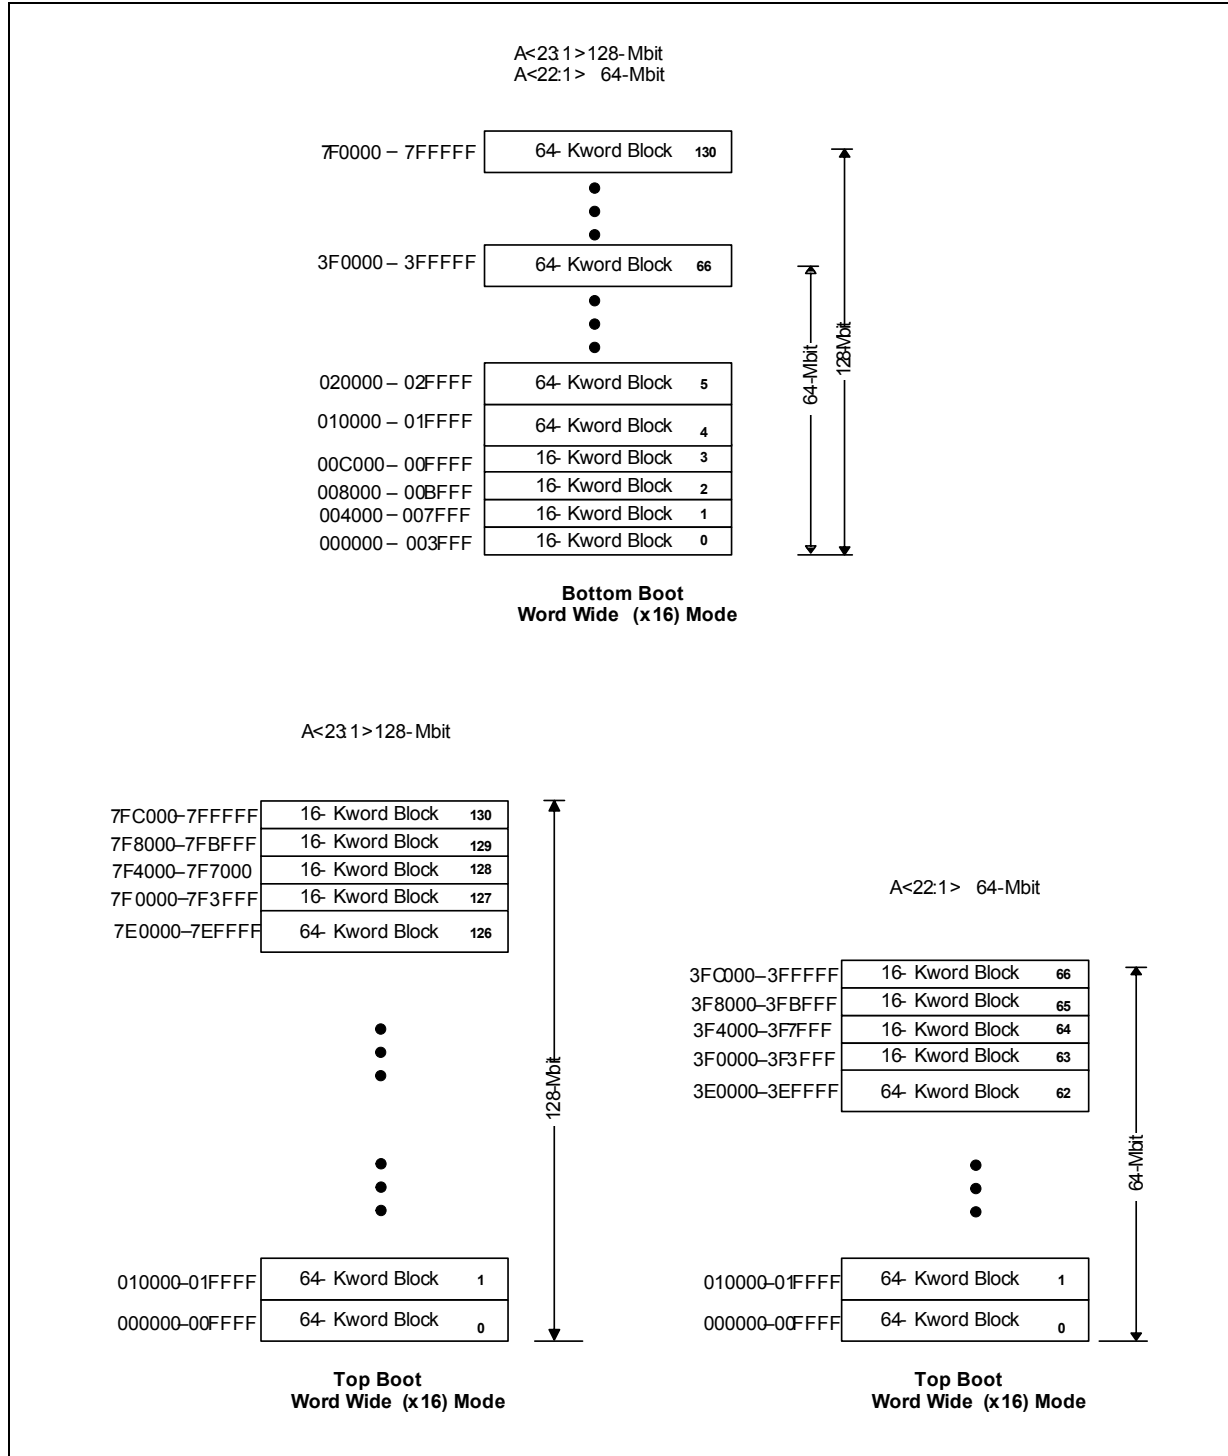 A<23:1>128-Mbit
A<22:1> 64-Mbit
7F0000 – 7FFFFF 64- Kword Block 130
3F0000 – 3FFFFF 64- Kword Block 66
020000 – 02FFFF 64- Kword Block 5
010000 – 01FFFF 64- Kword Block 4
00C000 – 00FFFF 16- Kword Block 3
008000 – 00BFFF 16- Kword Block 2
004000 – 007FFF 16- Kword Block 1
000000 – 003FFF 16- Kword Block 0
64-Mbit
128-Mbit
Bottom Boot
Word Wide (x16) Mode
A<23:1>128-Mbit
7FC000–7FFFFF 16- Kword Block 130
7F8000–7FBFFF 16- Kword Block 129
7F4000–7F7000 16- Kword Block 128
7F0000–7F3FFF 16- Kword Block 127
7E0000–7EFFFF 64- Kword Block 126
010000–01FFFF 64- Kword Block 1
000000–00FFFF 64- Kword Block 0
128-Mbit
Top Boot
Word Wide (x16) Mode
A<22:1> 64-Mbit
3FC000–3FFFFF 16- Kword Block 66
3F8000–3FBFFF 16- Kword Block 65
3F4000–3F7FFF 16- Kword Block 64
3F0000–3F3FFF 16- Kword Block 63
3E0000–3EFFFF 64- Kword Block 62
010000–01FFFF 64- Kword Block 1
000000–00FFFF 64- Kword Block 0
64-Mbit
Top Boot
Word Wide (x16) Mode